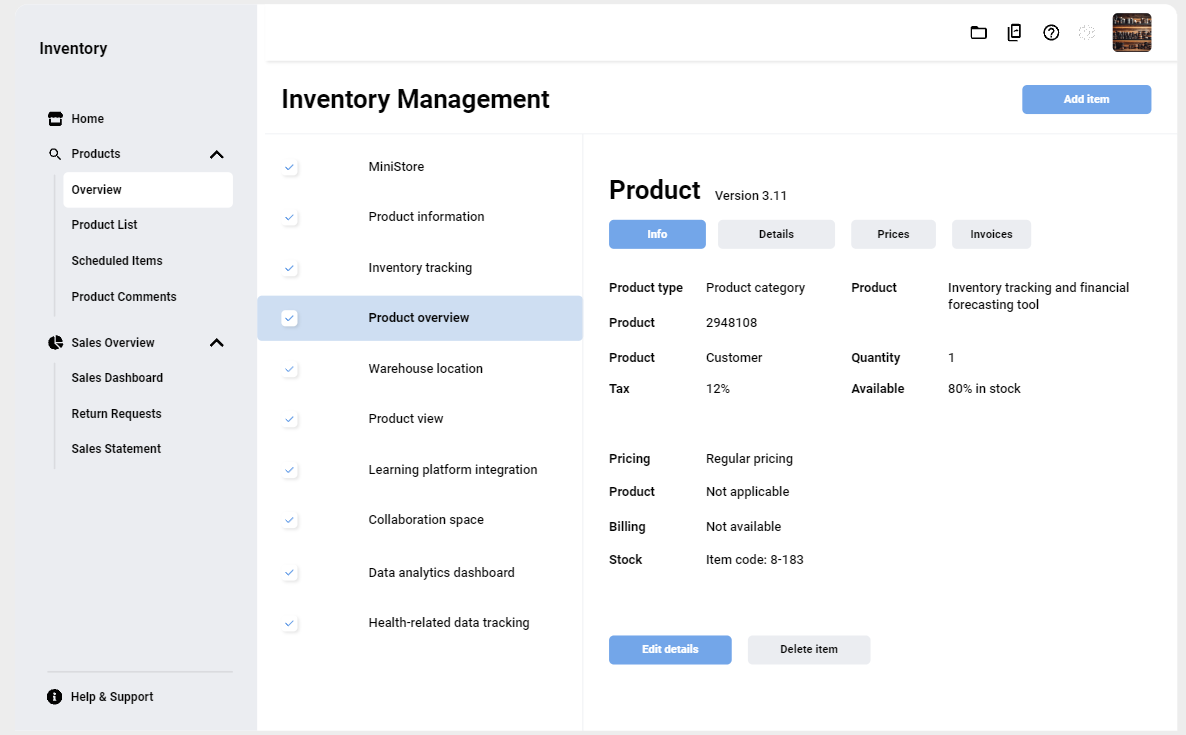 Inventory
Home
Products
Overview
Product List
Scheduled Items
Product Comments
Sales Overview
Sales Dashboard
Return Requests
Sales Statement
Help & Support
Inventory Management
Add item
MiniStore
Product information
Inventory tracking
Product overview
Warehouse location
Product view
Learning platform integration
Collaboration space
Data analytics dashboard
Health-related data tracking
Product Version 3.11
Info Details Prices Invoices
Product type Product category Product Inventory tracking and financial
forecasting tool
Product 2948108
Product Customer Quantity 1
Tax 12% Available 80% in stock
Pricing Regular pricing
Product Not applicable
Billing Not available
Stock Item code: 8-183
Edit details Delete item